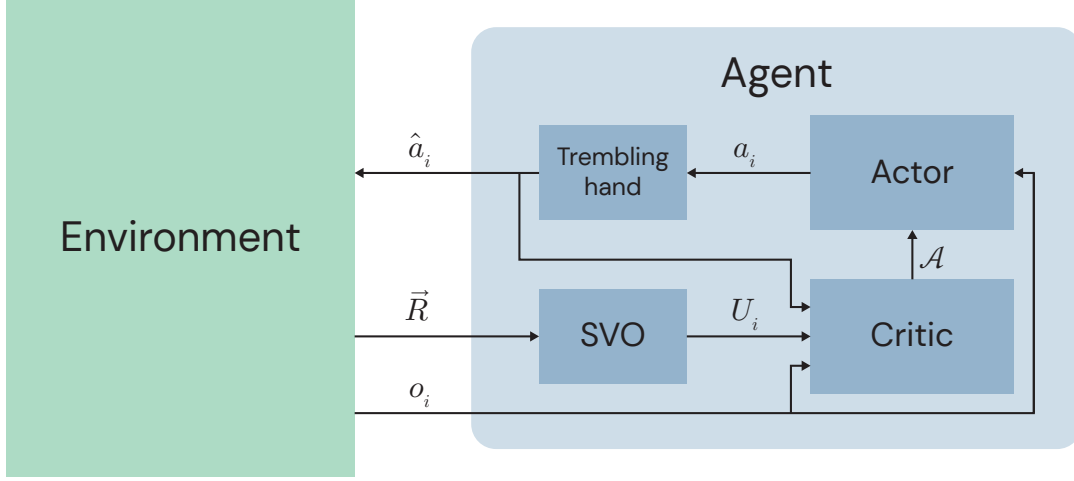 Agent
Environment
â_i
Trembling
hand
a_i
Actor
𝒜
R⃗
SVO
U_i
Critic
o_i